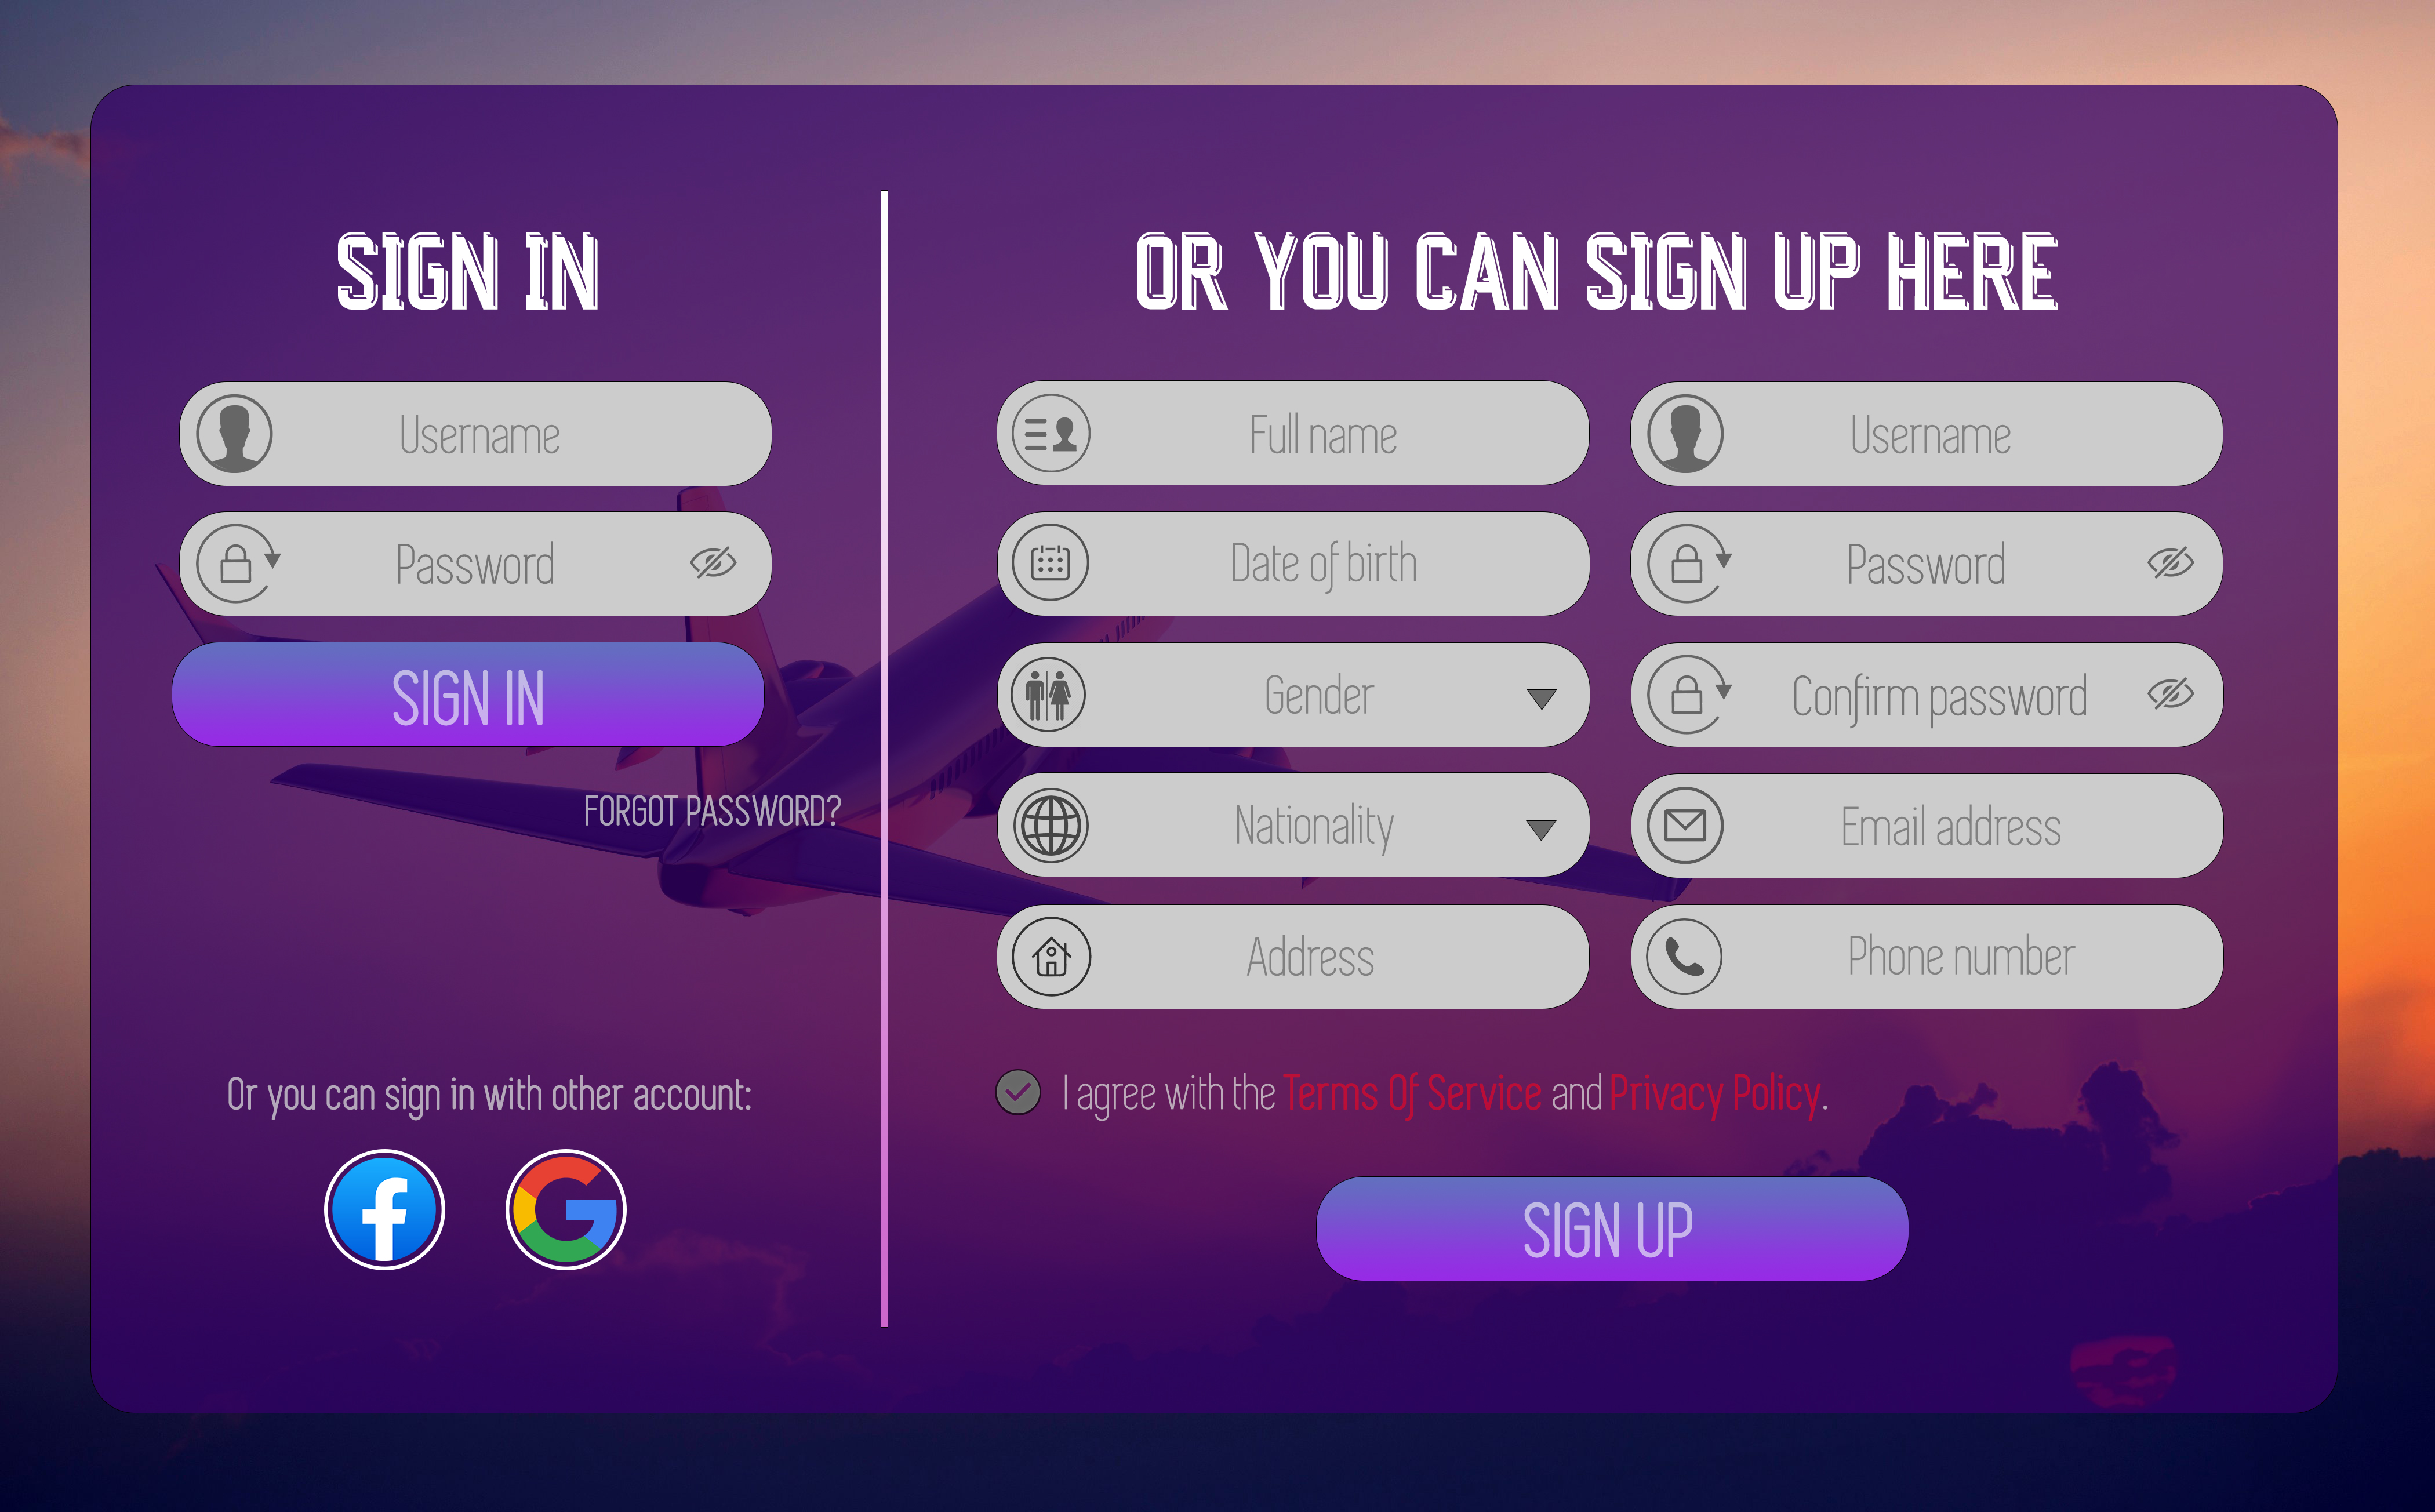 SIGN IN
Username
Password
SIGN IN
FORGOT PASSWORD?
Or you can sign in with other account:
OR YOU CAN SIGN UP HERE
Full name
Username
Date of birth
Password
Gender
Confirm password
Nationality
Email address
Address
Phone number
I agree with the Terms Of Service and Privacy Policy.
SIGN UP